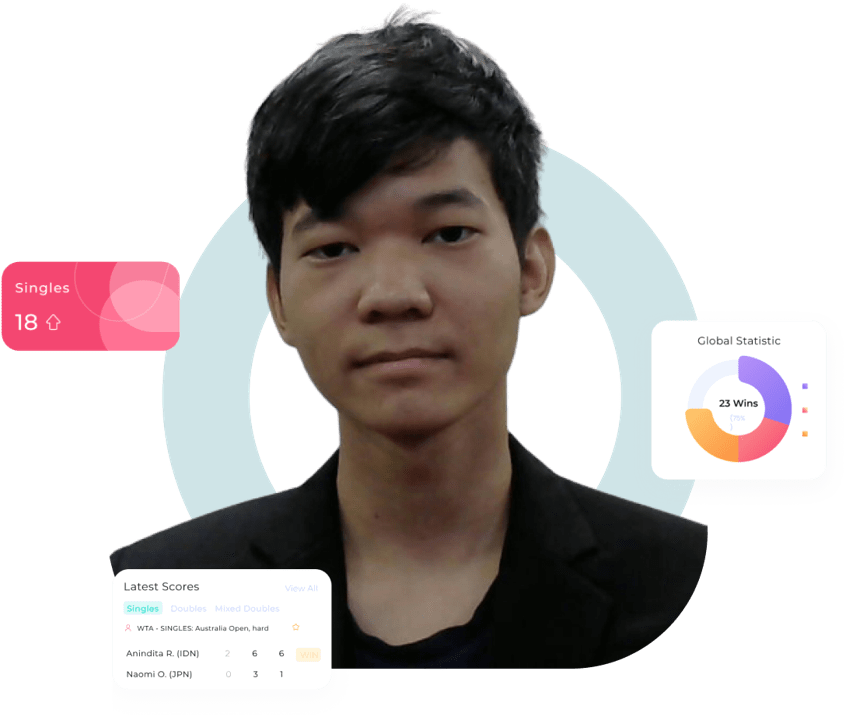 Singles
18
Global Statistic
23 Wins
Latest Scores
View All
Singles Doubles Mixed Doubles
WTA - SINGLES: Australia Open, hard
Anindita R. (IDN) 2 6 6 WIN
Naomi O. (JPN) 0 3 1